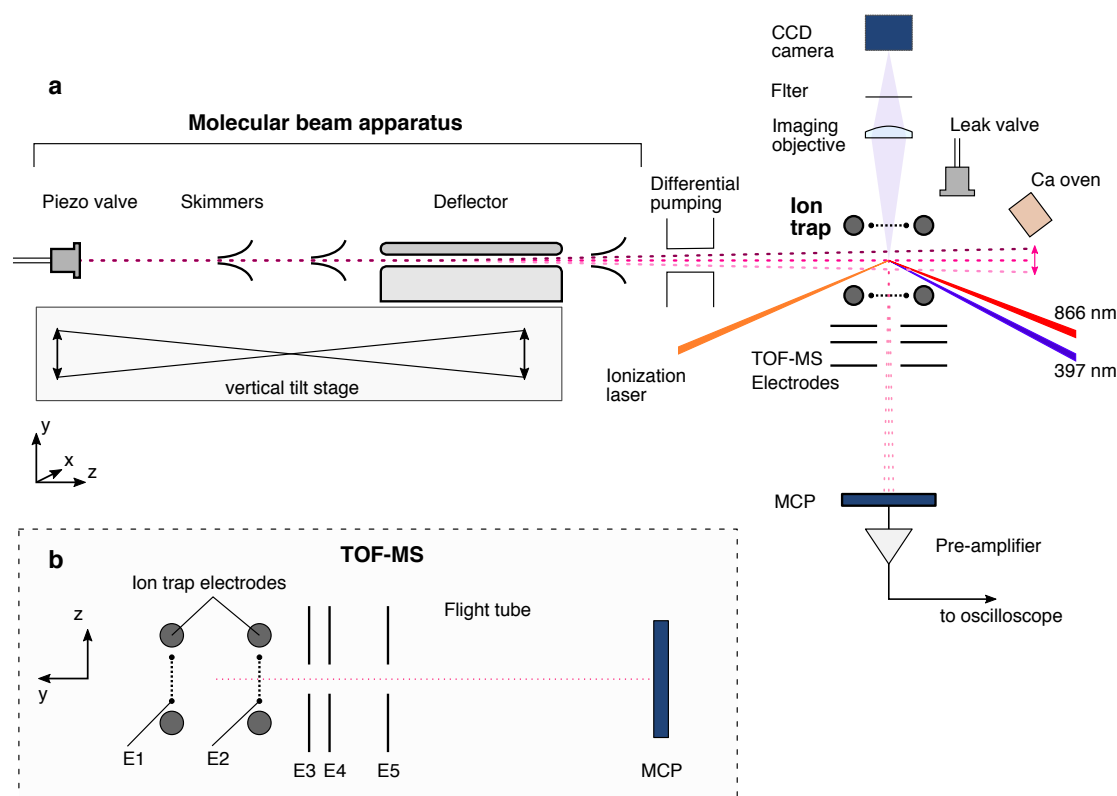 a
Molecular beam apparatus
Piezo valve
Skimmers
Deflector
Differential
pumping
CCD
camera
Flter
Imaging
objective
Leak valve
Ca oven
Ion
trap
866 nm
397 nm
Ionization
laser
TOF-MS
Electrodes
vertical tilt stage
y
x
z
MCP
Pre-amplifier
to oscilloscope
b
TOF-MS
Ion trap electrodes
Flight tube
z
y
E1
E2
E3
E4
E5
MCP